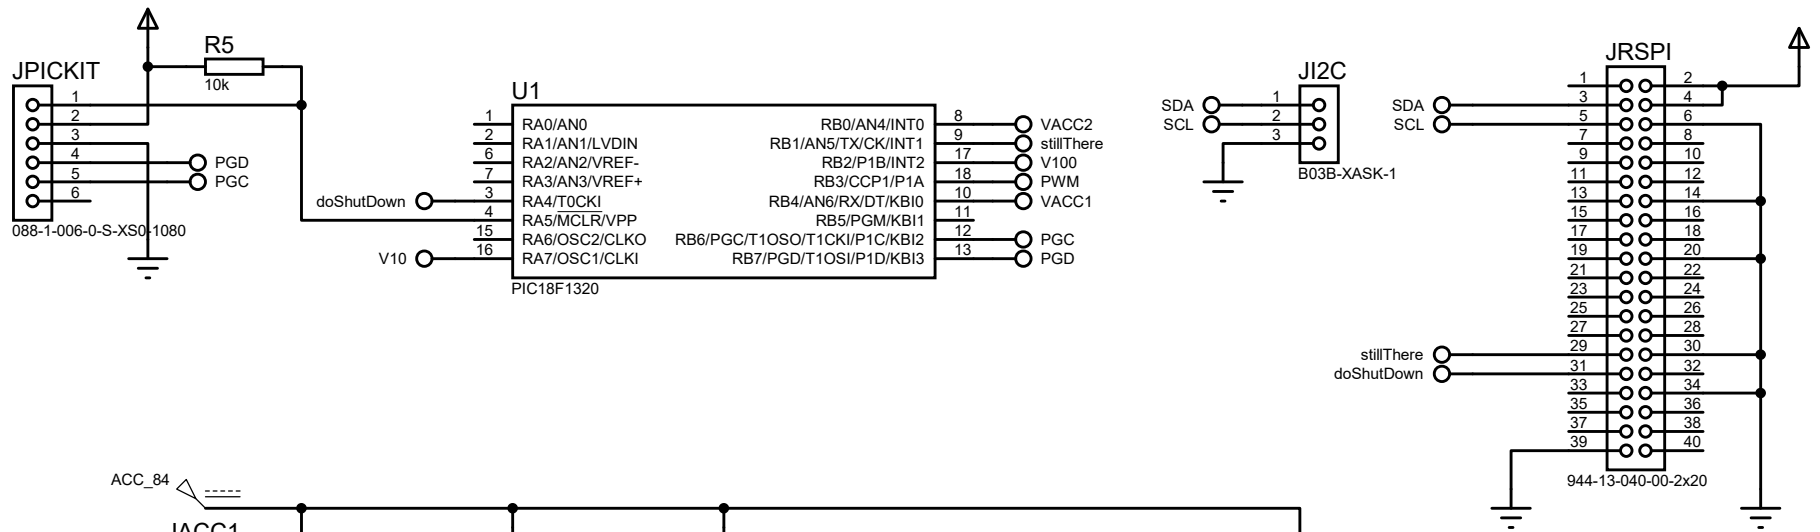 JPICKIT
R5
10k
1
2
3
4
5
6
PGD
PGC
088-1-006-0-S-XS0-1080
U1
1 RA0/AN0
2 RA1/AN1/LVDIN
6 RA2/AN2/VREF-
7 RA3/AN3/VREF+
doShutDown 3 RA4/T0CKI
4 RA5/MCLR/VPP
15 RA6/OSC2/CLKO
V10 16 RA7/OSC1/CLKI
RB0/AN4/INT0 8 VACC2
RB1/AN5/TX/CK/INT1 9 stillThere
RB2/P1B/INT2 17 V100
RB3/CCP1/P1A 18 PWM
RB4/AN6/RX/DT/KBI0 10 VACC1
RB5/PGM/KBI1 11
RB6/PGC/T1OSO/T1CKI/P1C/KBI2 12 PGC
RB7/PGD/T1OSI/P1D/KBI3 13 PGD
PIC18F1320
JI2C
SDA 1
SCL 2
3
B03B-XASK-1
JRSPI
1 2
SDA 3 4
SCL 5 6
7 8
9 10
11 12
13 14
15 16
17 18
19 20
21 22
23 24
25 26
27 28
stillThere 29 30
doShutDown 31 32
33 34
35 36
37 38
39 40
944-13-040-00-2x20
ACC_84
JACC1